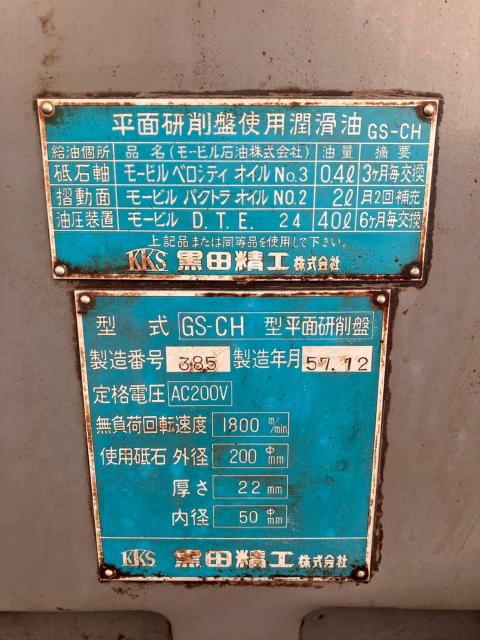 平面研削盤使用潤滑油 GS-CH
給油個所 品名(モービル石油株式会社) 油量 摘要
砥石軸 モービル ベロシティ オイル No.3 0.4ℓ 3ヶ月毎交換
摺動面 モービル バクトラ オイル NO.2 2ℓ 月2回補充
油圧装置 モービル D.T.E. 24 40ℓ 6ヶ月毎交換
上記品または同等品を使用して下さい。
KKS 黒田精工株式会社
型式 GS-CH 型平面研削盤
製造番号 385 製造年月 57.12
定格電圧 AC200V
無負荷回転速度 1800 m/min
使用砥石 外径 200 φmm
厚さ 22 mm
内径 50 φmm
KKS 黒田精工株式会社